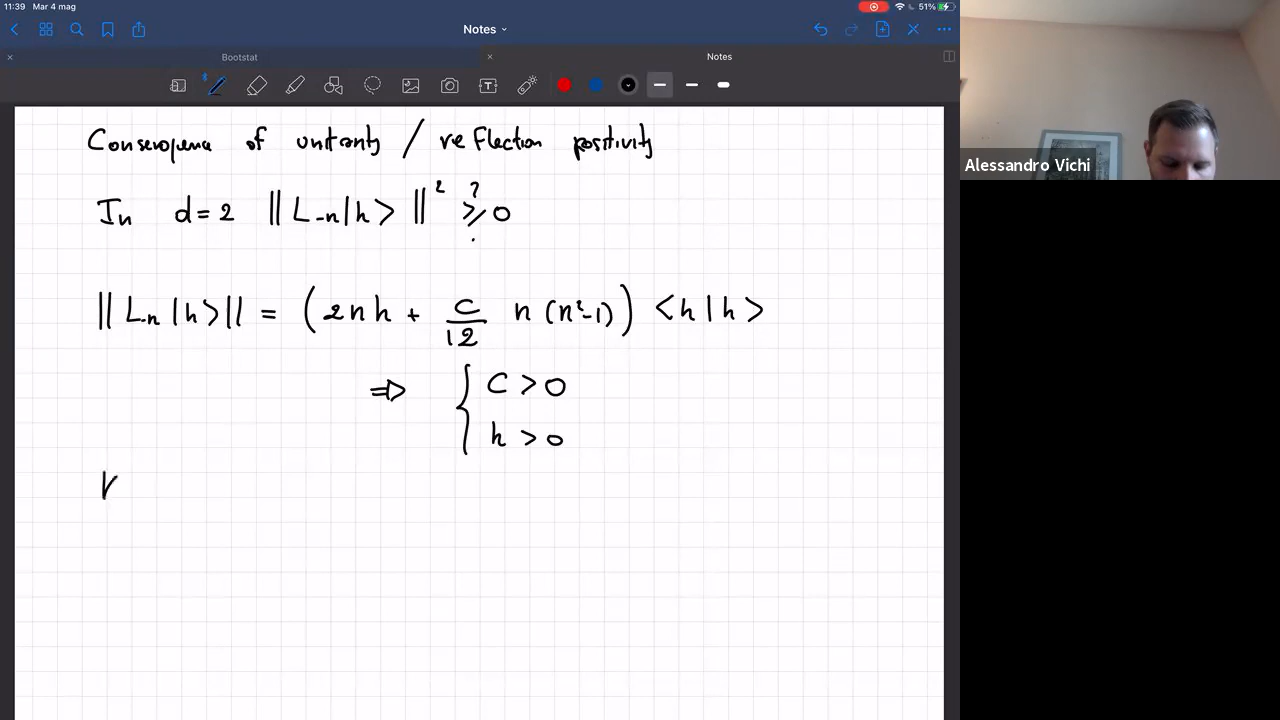 11:39 Mar 4 mag
51%
Notes
Bootstat
Notes
Alessandro Vichi
Conseqence of unitarity / reflection positivity
In d=2 || L₋ₙ |h> ||² ≥? 0
|| L₋ₙ |h> || = (2nh + c/12 n (n²-1)) <h|h>
⇒ { C > 0
h > 0